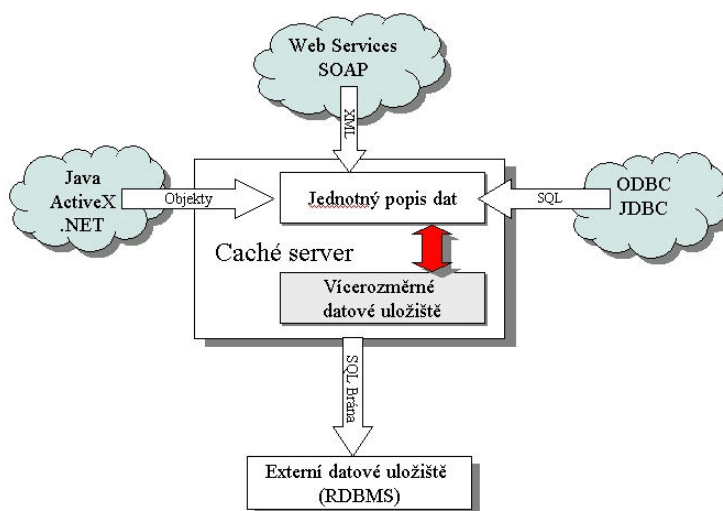 Web Services
SOAP
XML
Java
ActiveX
.NET
Objekty
Jednotný popis dat
SQL
ODBC
JDBC
Caché server
Vícerozměrné
datové uložiště
SQL Brána
Externí datové uložiště
(RDBMS)